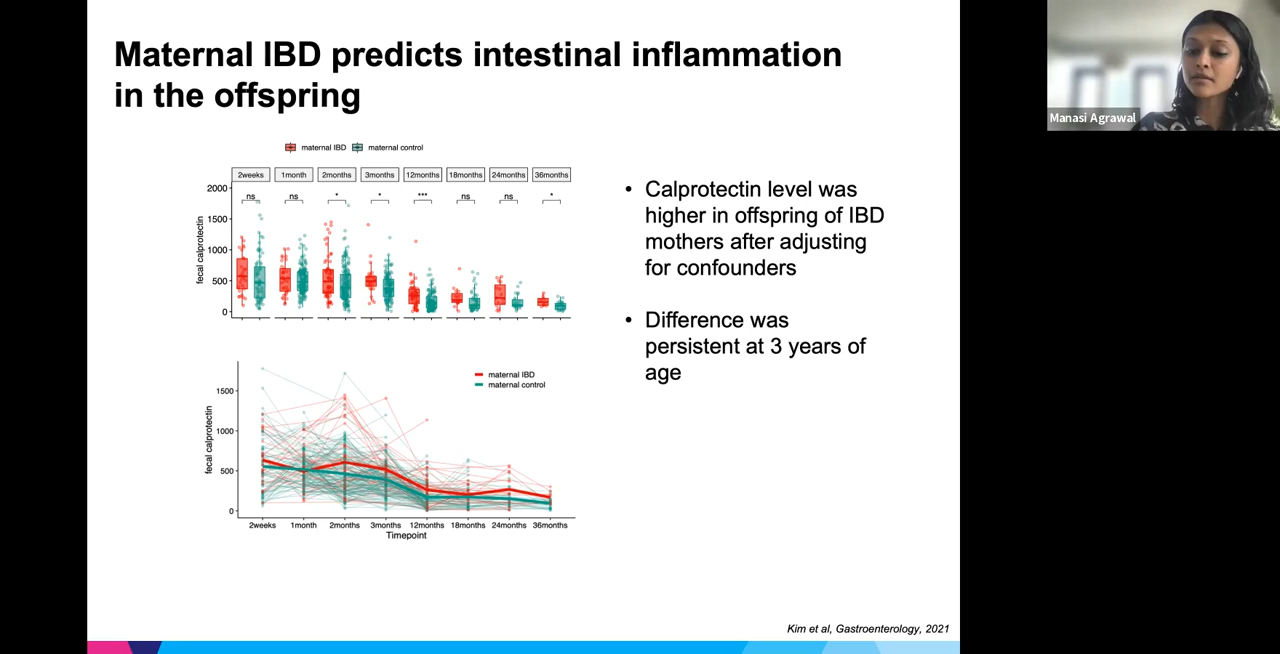 Maternal IBD predicts intestinal inflammation
in the offspring
maternal IBD maternal control
2weeks 1month 2months 3months 12months 18months 24months 36months
2000
1500
1000
500
0
fecal calprotectin
ns ns * * *** ns ns *
maternal IBD
maternal control
1500
1000
500
0
fecal calprotectin
2weeks 1month 2months 3months 12months 18months 24months 36months
Timepoint
• Calprotectin level was
higher in offspring of IBD
mothers after adjusting
for confounders
• Difference was
persistent at 3 years of
age
Kim et al, Gastroenterology, 2021
Manasi Agrawal